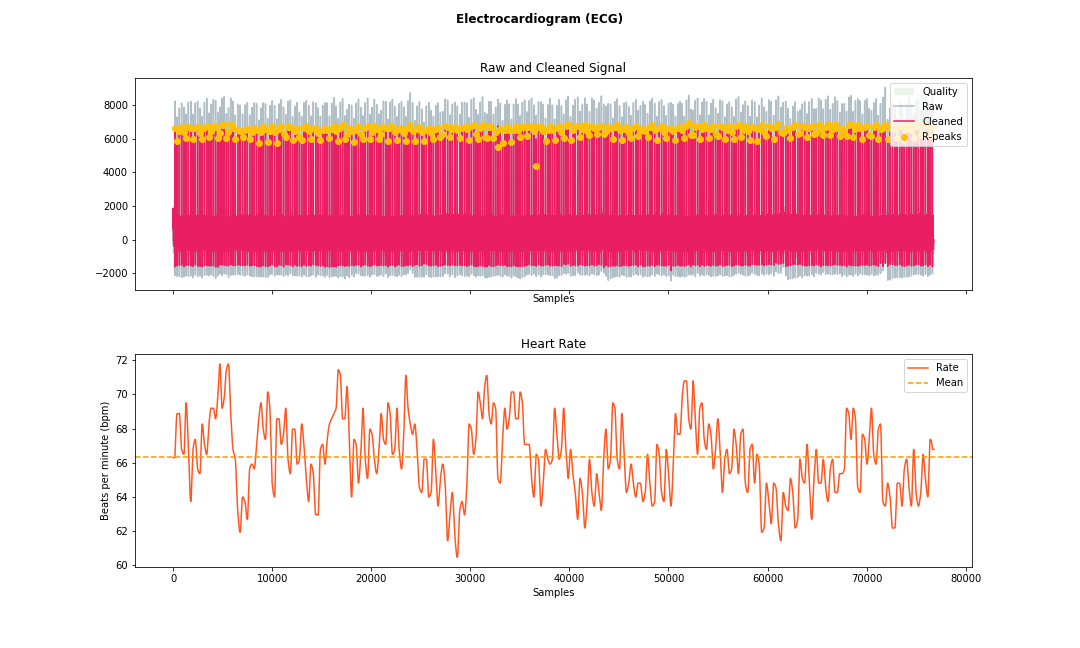 Electrocardiogram (ECG)
Raw and Cleaned Signal
8000
6000
4000
2000
0
−2000
Quality
Raw
Cleaned
R-peaks
Samples
Heart Rate
72
70
68
66
64
62
60
Beats per minute (bpm)
Rate
Mean
0 10000 20000 30000 40000 50000 60000 70000 80000
Samples